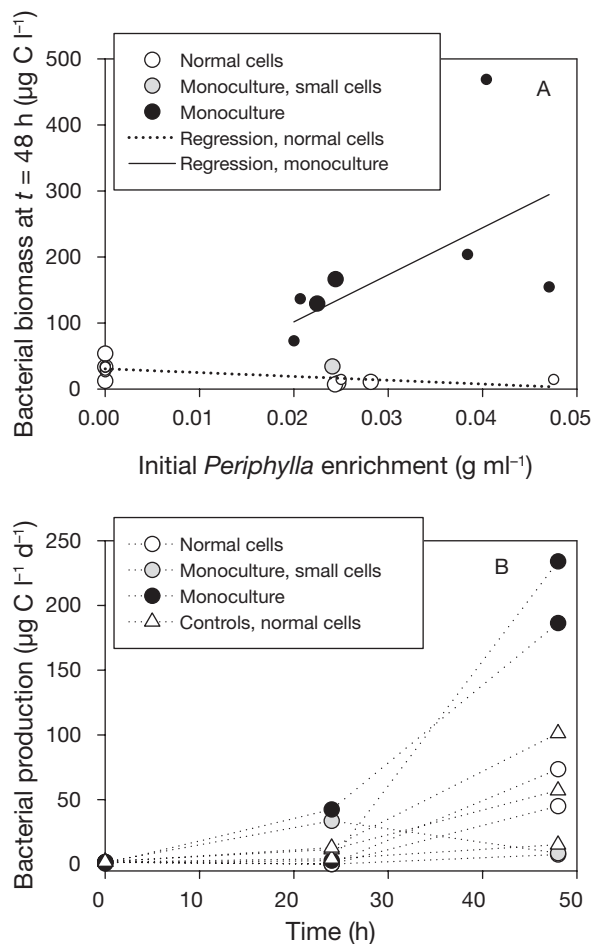 Normal cells
Monoculture, small cells
Monoculture
Regression, normal cells
Regression, monoculture
A
500
400
300
200
100
0
Bacterial biomass at t = 48 h (µg C l⁻¹)
0.00 0.01 0.02 0.03 0.04 0.05
Initial Periphylla enrichment (g ml⁻¹)
Normal cells
Monoculture, small cells
Monoculture
Controls, normal cells
B
250
200
150
100
50
0
Bacterial production (µg C l⁻¹ d⁻¹)
0 10 20 30 40 50
Time (h)